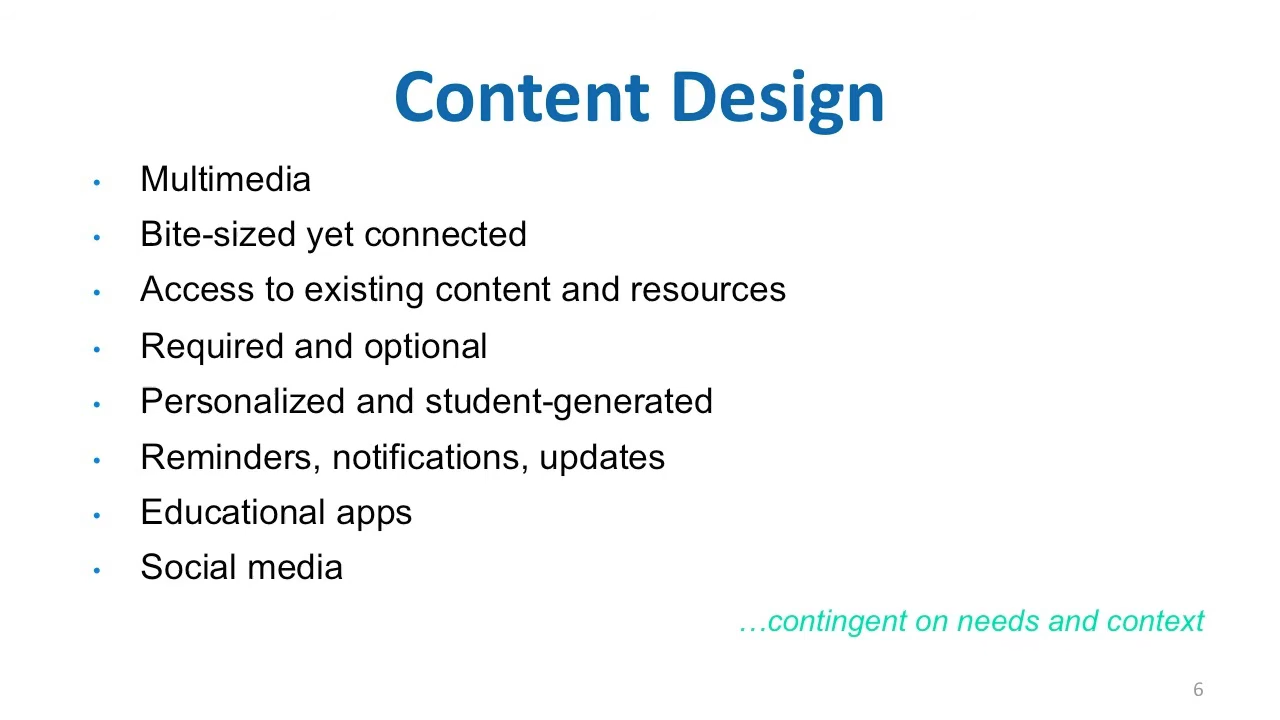 Content Design
• Multimedia
• Bite-sized yet connected
• Access to existing content and resources
• Required and optional
• Personalized and student-generated
• Reminders, notifications, updates
• Educational apps
• Social media
…contingent on needs and context
6